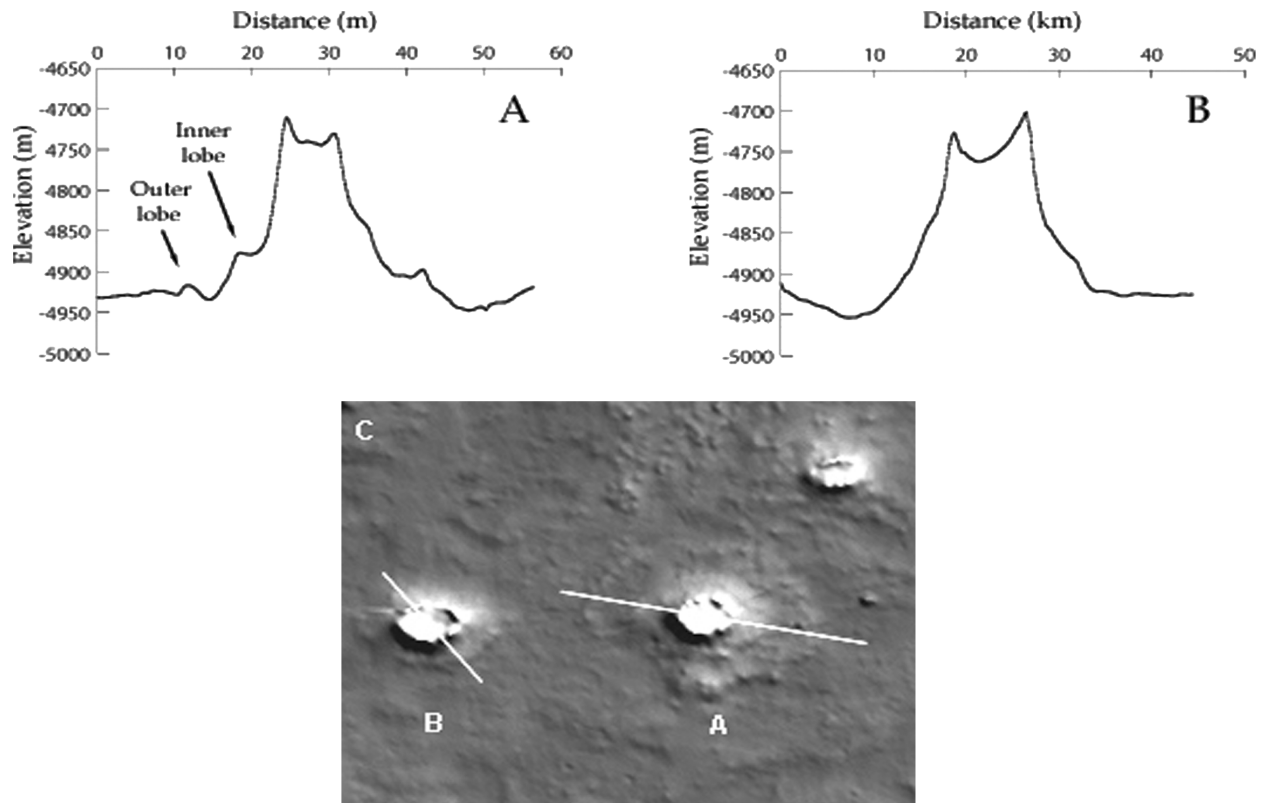 Distance (m)
0 10 20 30 40 50 60
-4650
-4700
-4750
-4800
-4850
-4900
-4950
-5000
Elevation (m)
A
Inner
lobe
Outer
lobe
Distance (km)
0 10 20 30 40 50
-4650
-4700
-4750
-4800
-4850
-4900
-4950
-5000
Elevation (m)
B
C
B
A